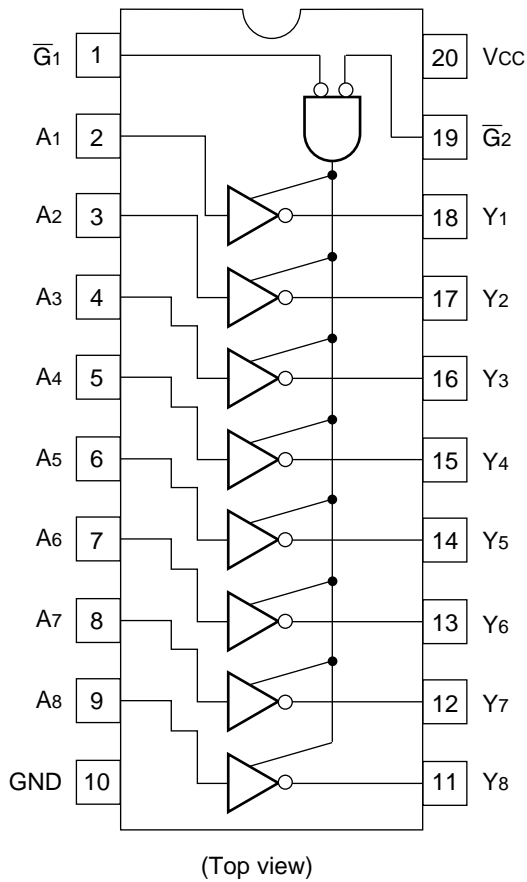 G̅1 1 20 VCC
A1 2 19 G̅2
A2 3 18 Y1
A3 4 17 Y2
A4 5 16 Y3
A5 6 15 Y4
A6 7 14 Y5
A7 8 13 Y6
A8 9 12 Y7
GND 10 11 Y8
(Top view)